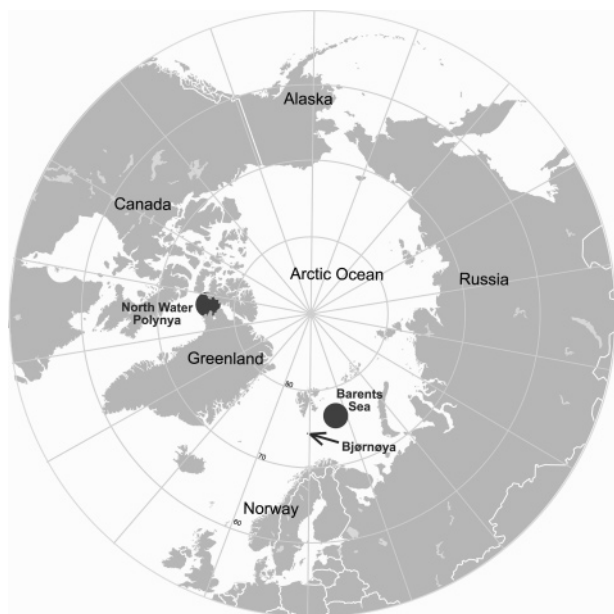 Alaska
Canada
Arctic Ocean
Russia
North Water
Polynya
Greenland
80
Barents
Sea
Bjørnøya
70
Norway
60